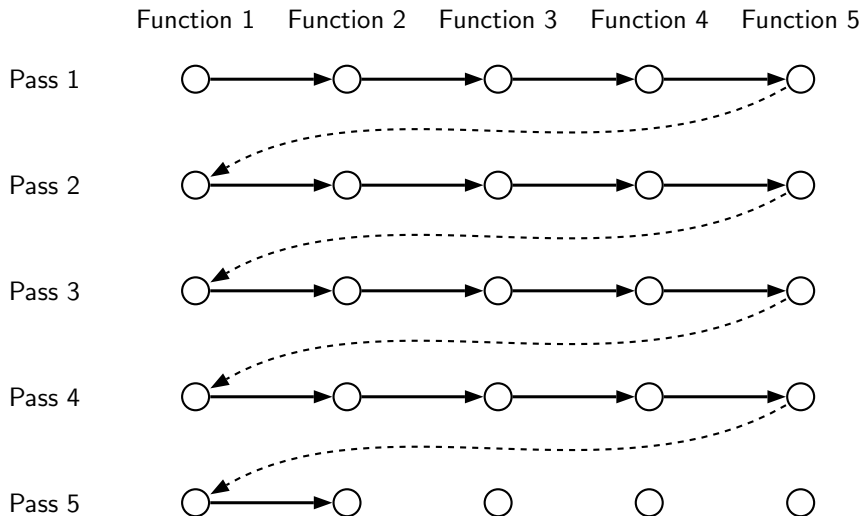 Function 1 Function 2 Function 3 Function 4 Function 5
Pass 1
Pass 2
Pass 3
Pass 4
Pass 5